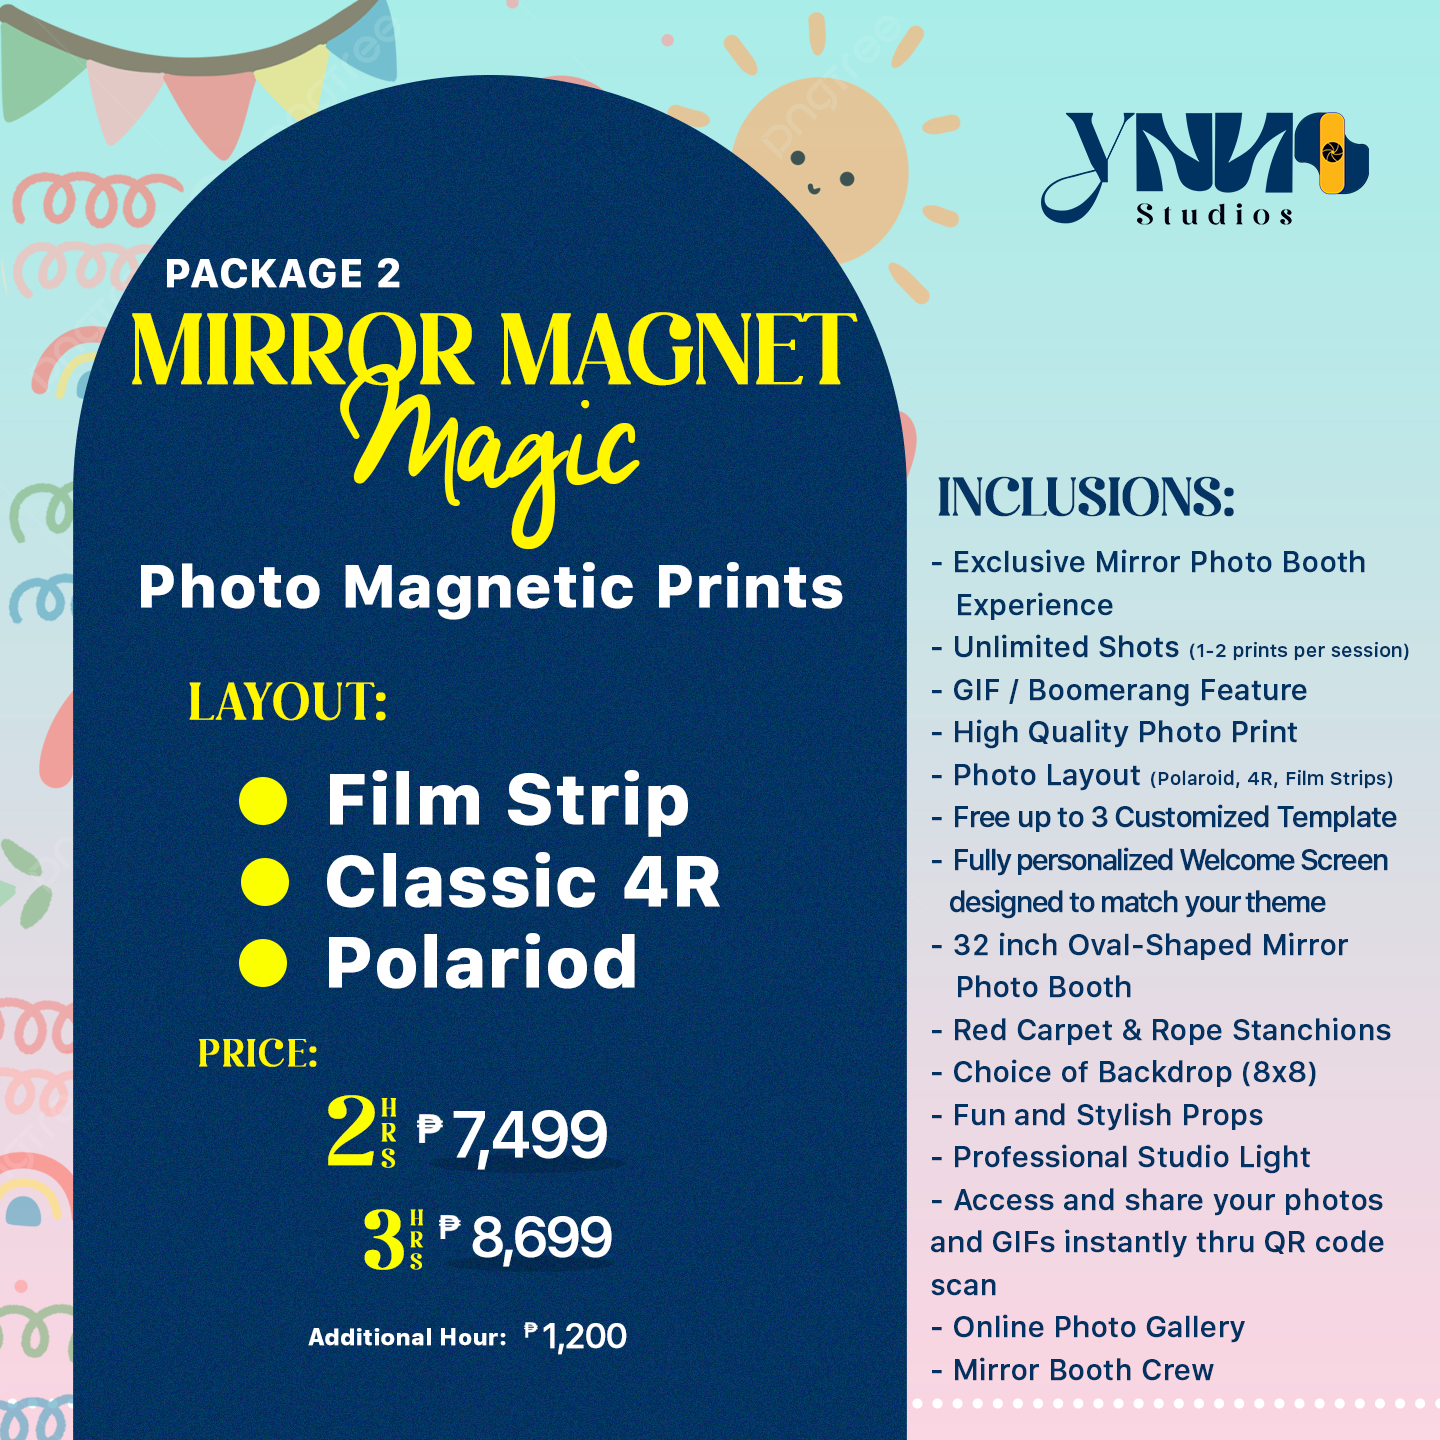 YNNO
Studios
PACKAGE 2
MIRROR MAGNET
Magic
Photo Magnetic Prints
LAYOUT:
Film Strip
Classic 4R
Polariod
PRICE:
2 HRS ₱ 7,499
3 HRS ₱ 8,699
Additional Hour: ₱ 1,200
INCLUSIONS:
- Exclusive Mirror Photo Booth
Experience
- Unlimited Shots (1-2 prints per session)
- GIF / Boomerang Feature
- High Quality Photo Print
- Photo Layout (Polaroid, 4R, Film Strips)
- Free up to 3 Customized Template
- Fully personalized Welcome Screen
designed to match your theme
- 32 inch Oval-Shaped Mirror
Photo Booth
- Red Carpet & Rope Stanchions
- Choice of Backdrop (8x8)
- Fun and Stylish Props
- Professional Studio Light
- Access and share your photos
and GIFs instantly thru QR code
scan
- Online Photo Gallery
- Mirror Booth Crew
pngtree
pngtree